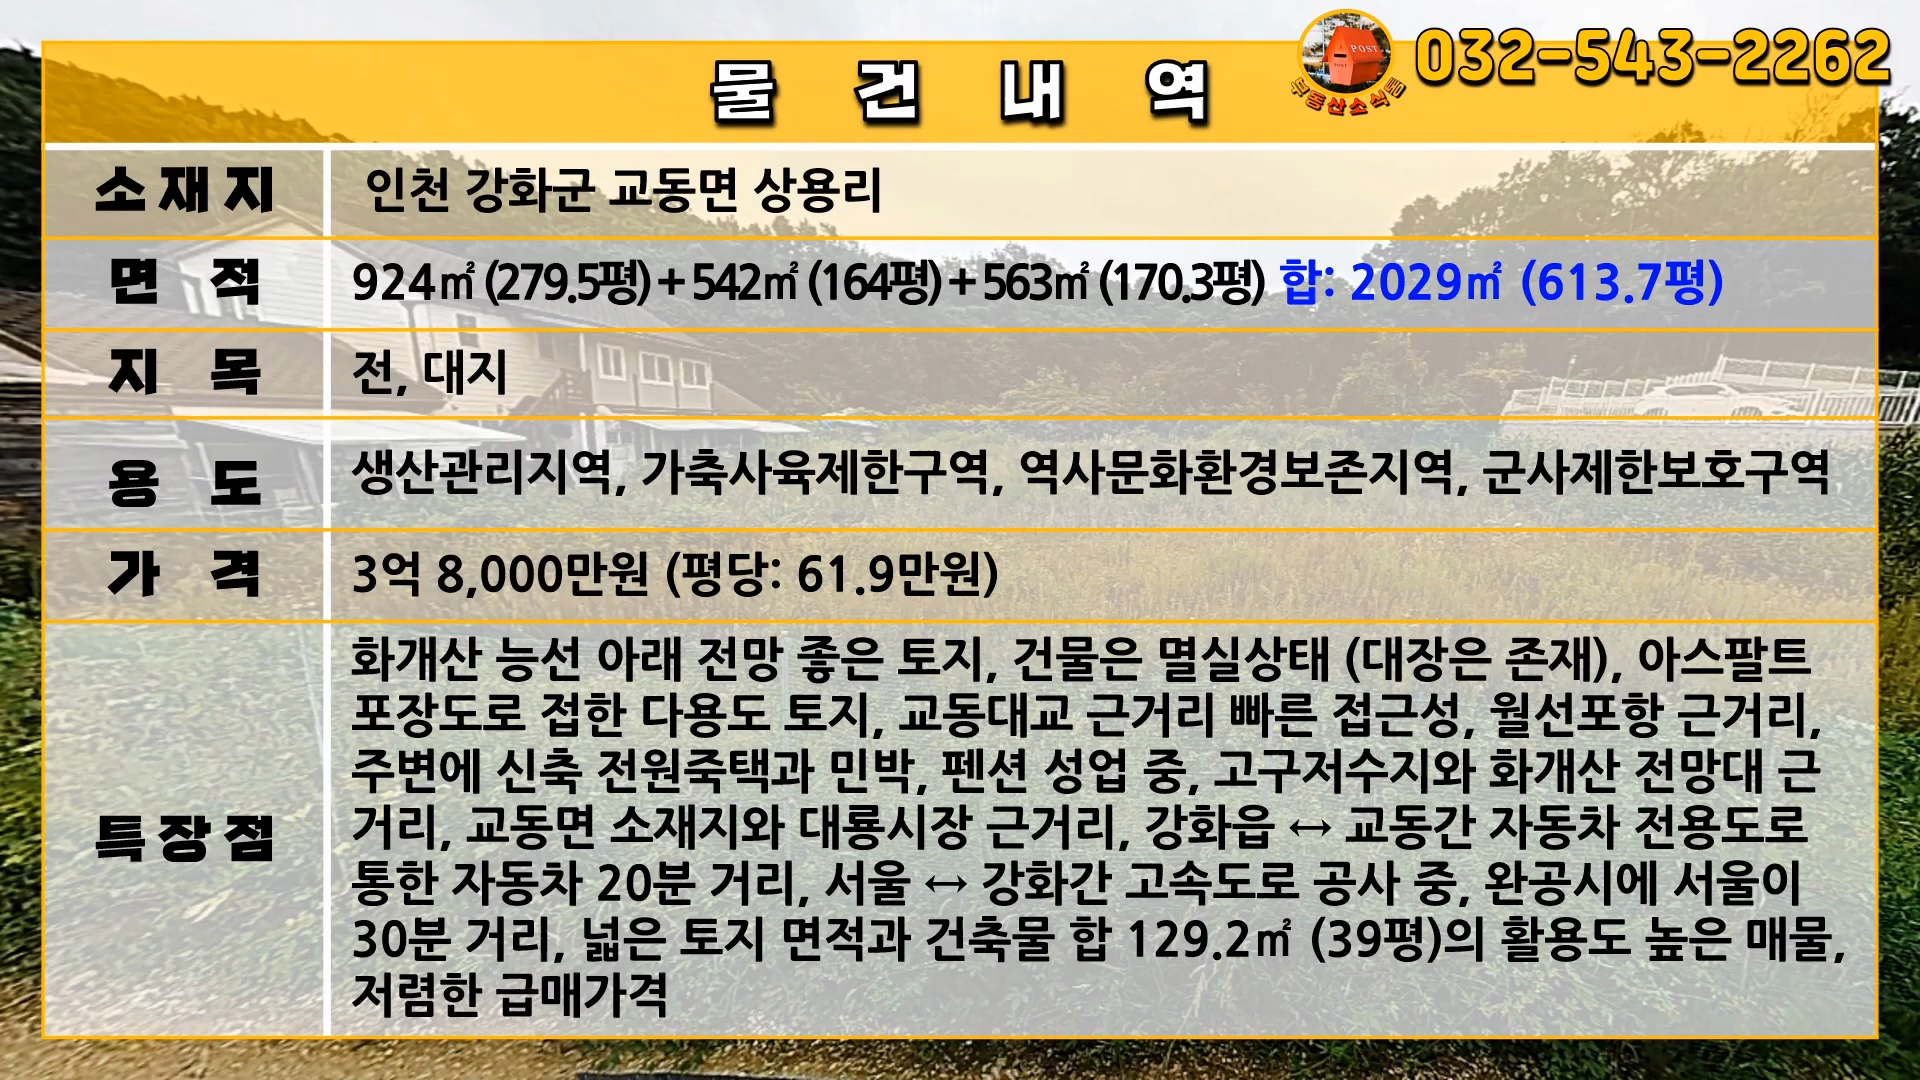 물 건 내 역
POST
POST
부동산소식통
032-543-2262
소재지
인천 강화군 교동면 상용리
면 적
924㎡ (279.5평) + 542㎡ (164평) + 563㎡ (170.3평) 합: 2029㎡ (613.7평)
지 목
전, 대지
용 도
생산관리지역, 가축사육제한구역, 역사문화환경보존지역, 군사제한보호구역
가 격
3억 8,000만원 (평당: 61.9만원)
특장점
화개산 능선 아래 전망 좋은 토지, 건물은 멸실상태 (대장은 존재), 아스팔트
포장도로 접한 다용도 토지, 교동대교 근거리 빠른 접근성, 월선포항 근거리,
주변에 신축 전원죽택과 민박, 펜션 성업 중, 고구저수지와 화개산 전망대 근
거리, 교동면 소재지와 대룡시장 근거리, 강화읍 ↔ 교동간 자동차 전용도로
통한 자동차 20분 거리, 서울 ↔ 강화간 고속도로 공사 중, 완공시에 서울이
30분 거리, 넓은 토지 면적과 건축물 합 129.2㎡ (39평)의 활용도 높은 매물,
저렴한 급매가격